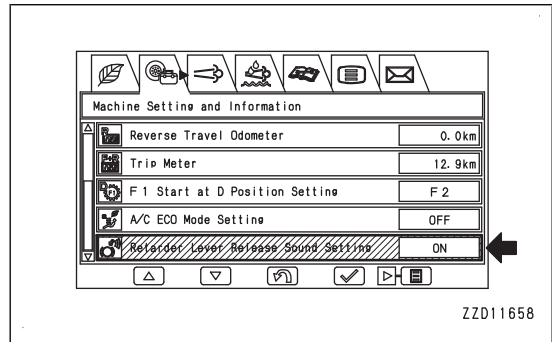 Machine Setting and Information
Reverse Travel Odometer 0.0km
Trip Meter 12.9km
F1 Start at D Position Setting F2
A/C ECO Mode Setting OFF
Retarder Lever Release Sound Setting ON
ZZD11658